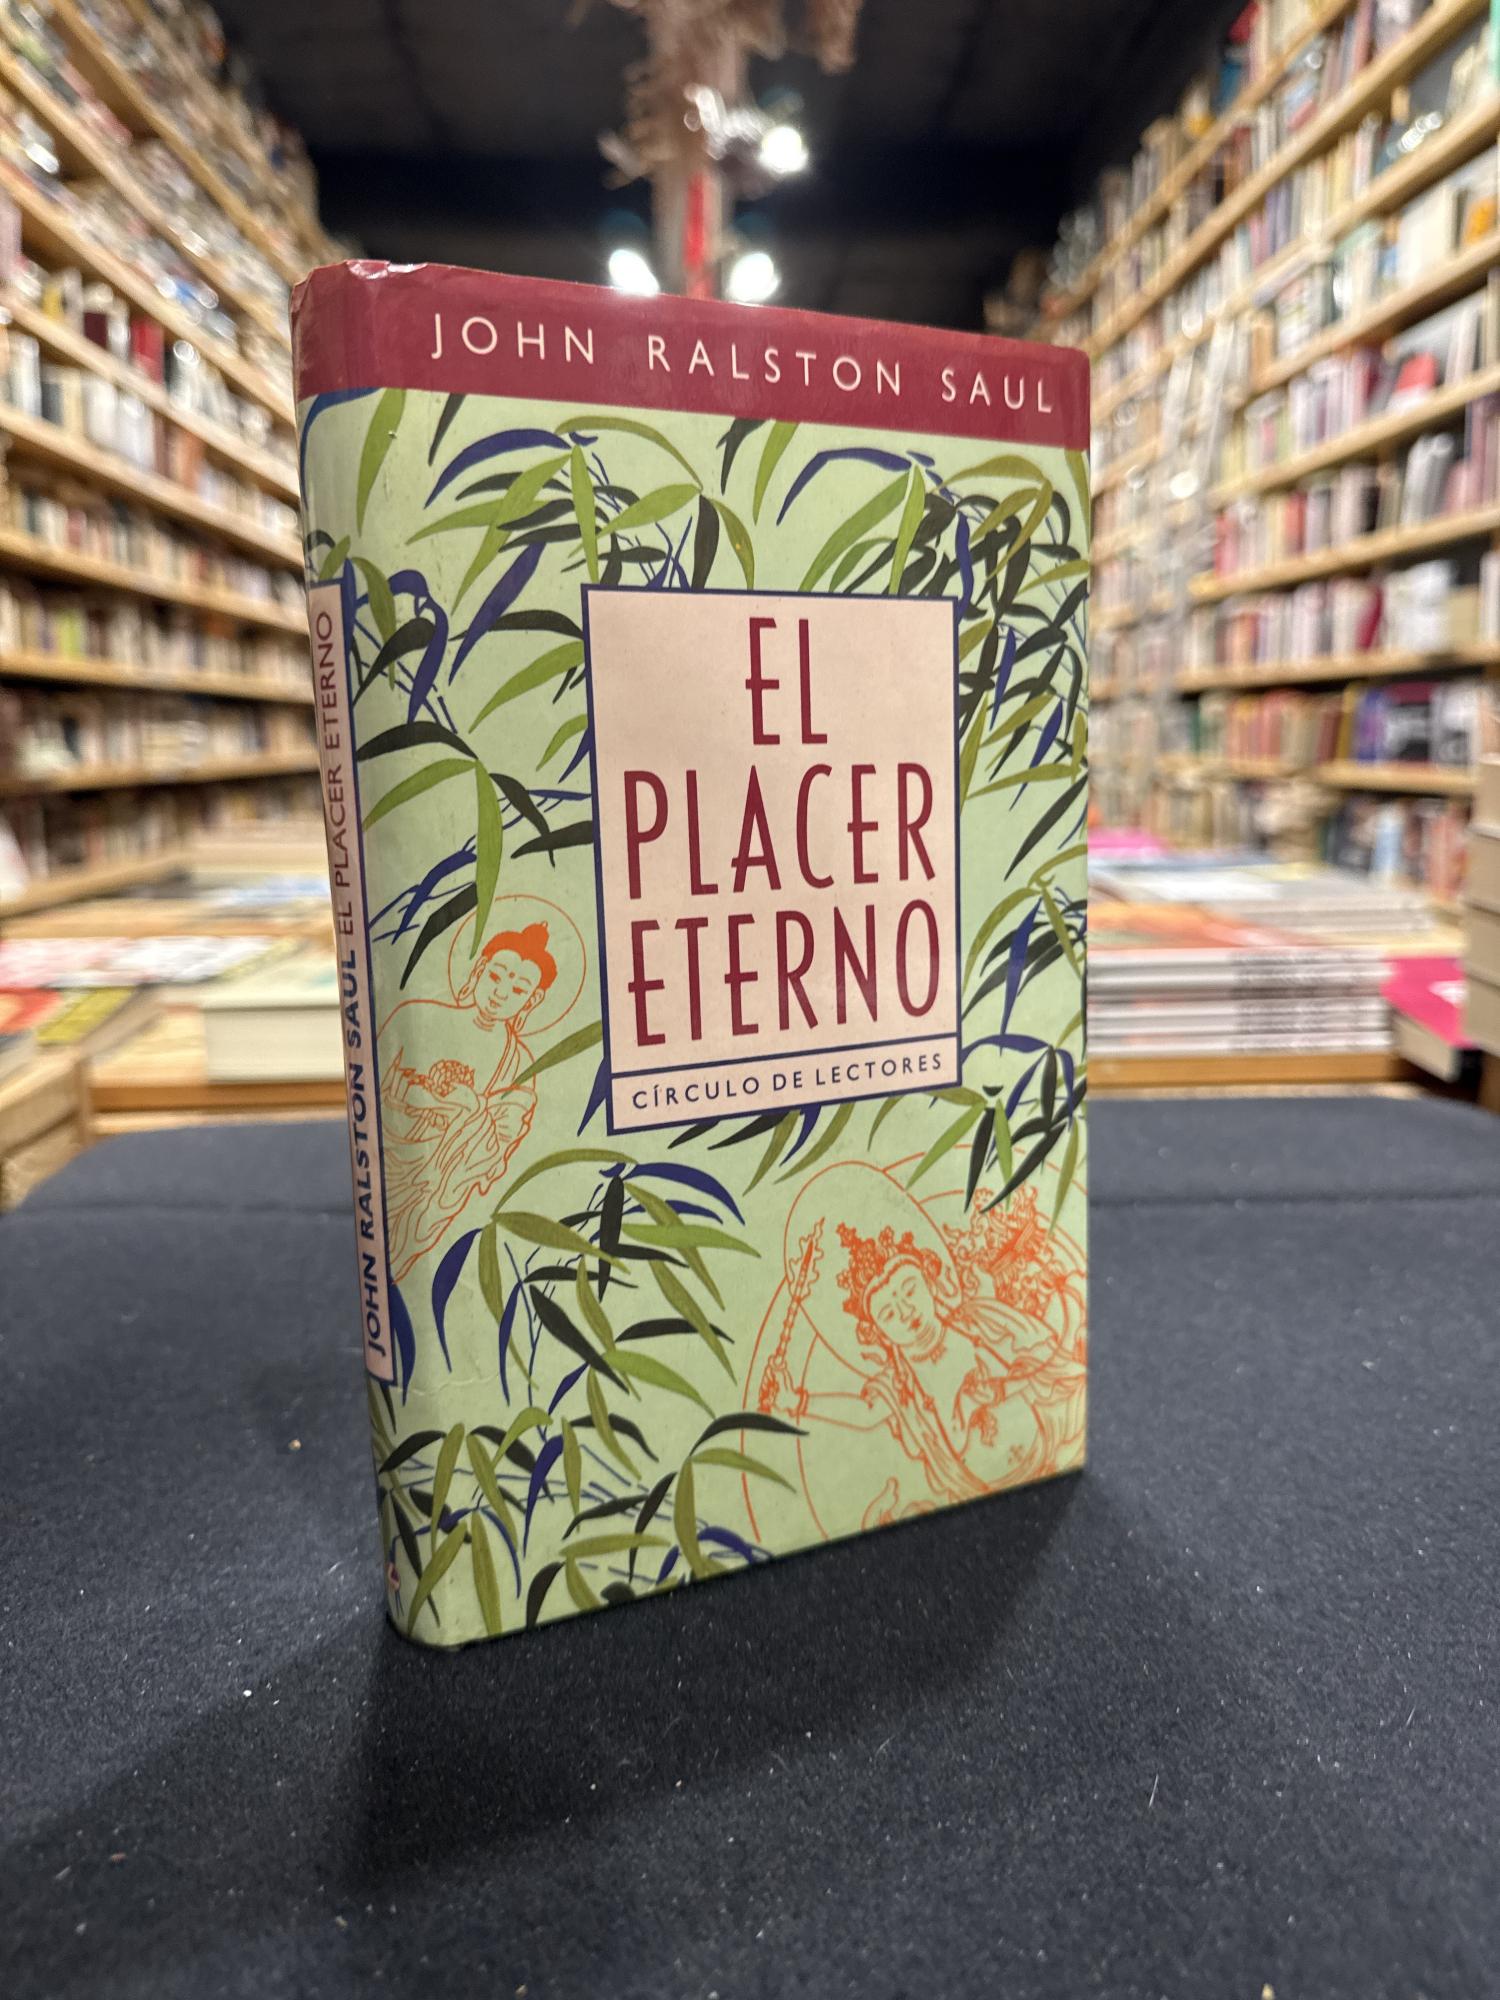 JOHN RALSTON SAUL
EL
PLACER
ETERNO
CÍRCULO DE LECTORES
JOHN RALSTON SAUL EL PLACER ETERNO